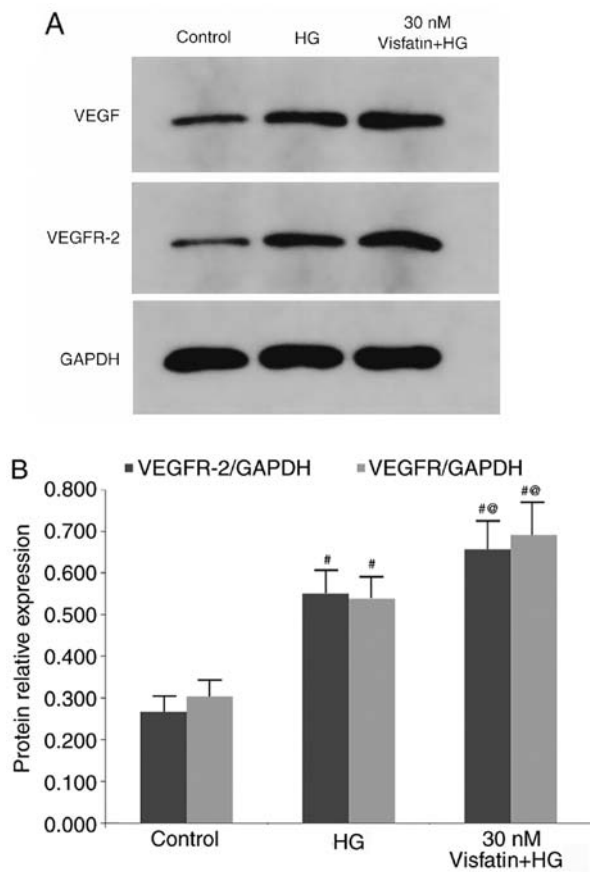 A
Control HG 30 nM
Visfatin+HG
VEGF
VEGFR-2
GAPDH
B
VEGFR-2/GAPDH VEGFR/GAPDH
Protein relative expression
0.800
0.700
0.600
0.500
0.400
0.300
0.200
0.100
0.000
# # #@ #@
Control HG 30 nM
Visfatin+HG